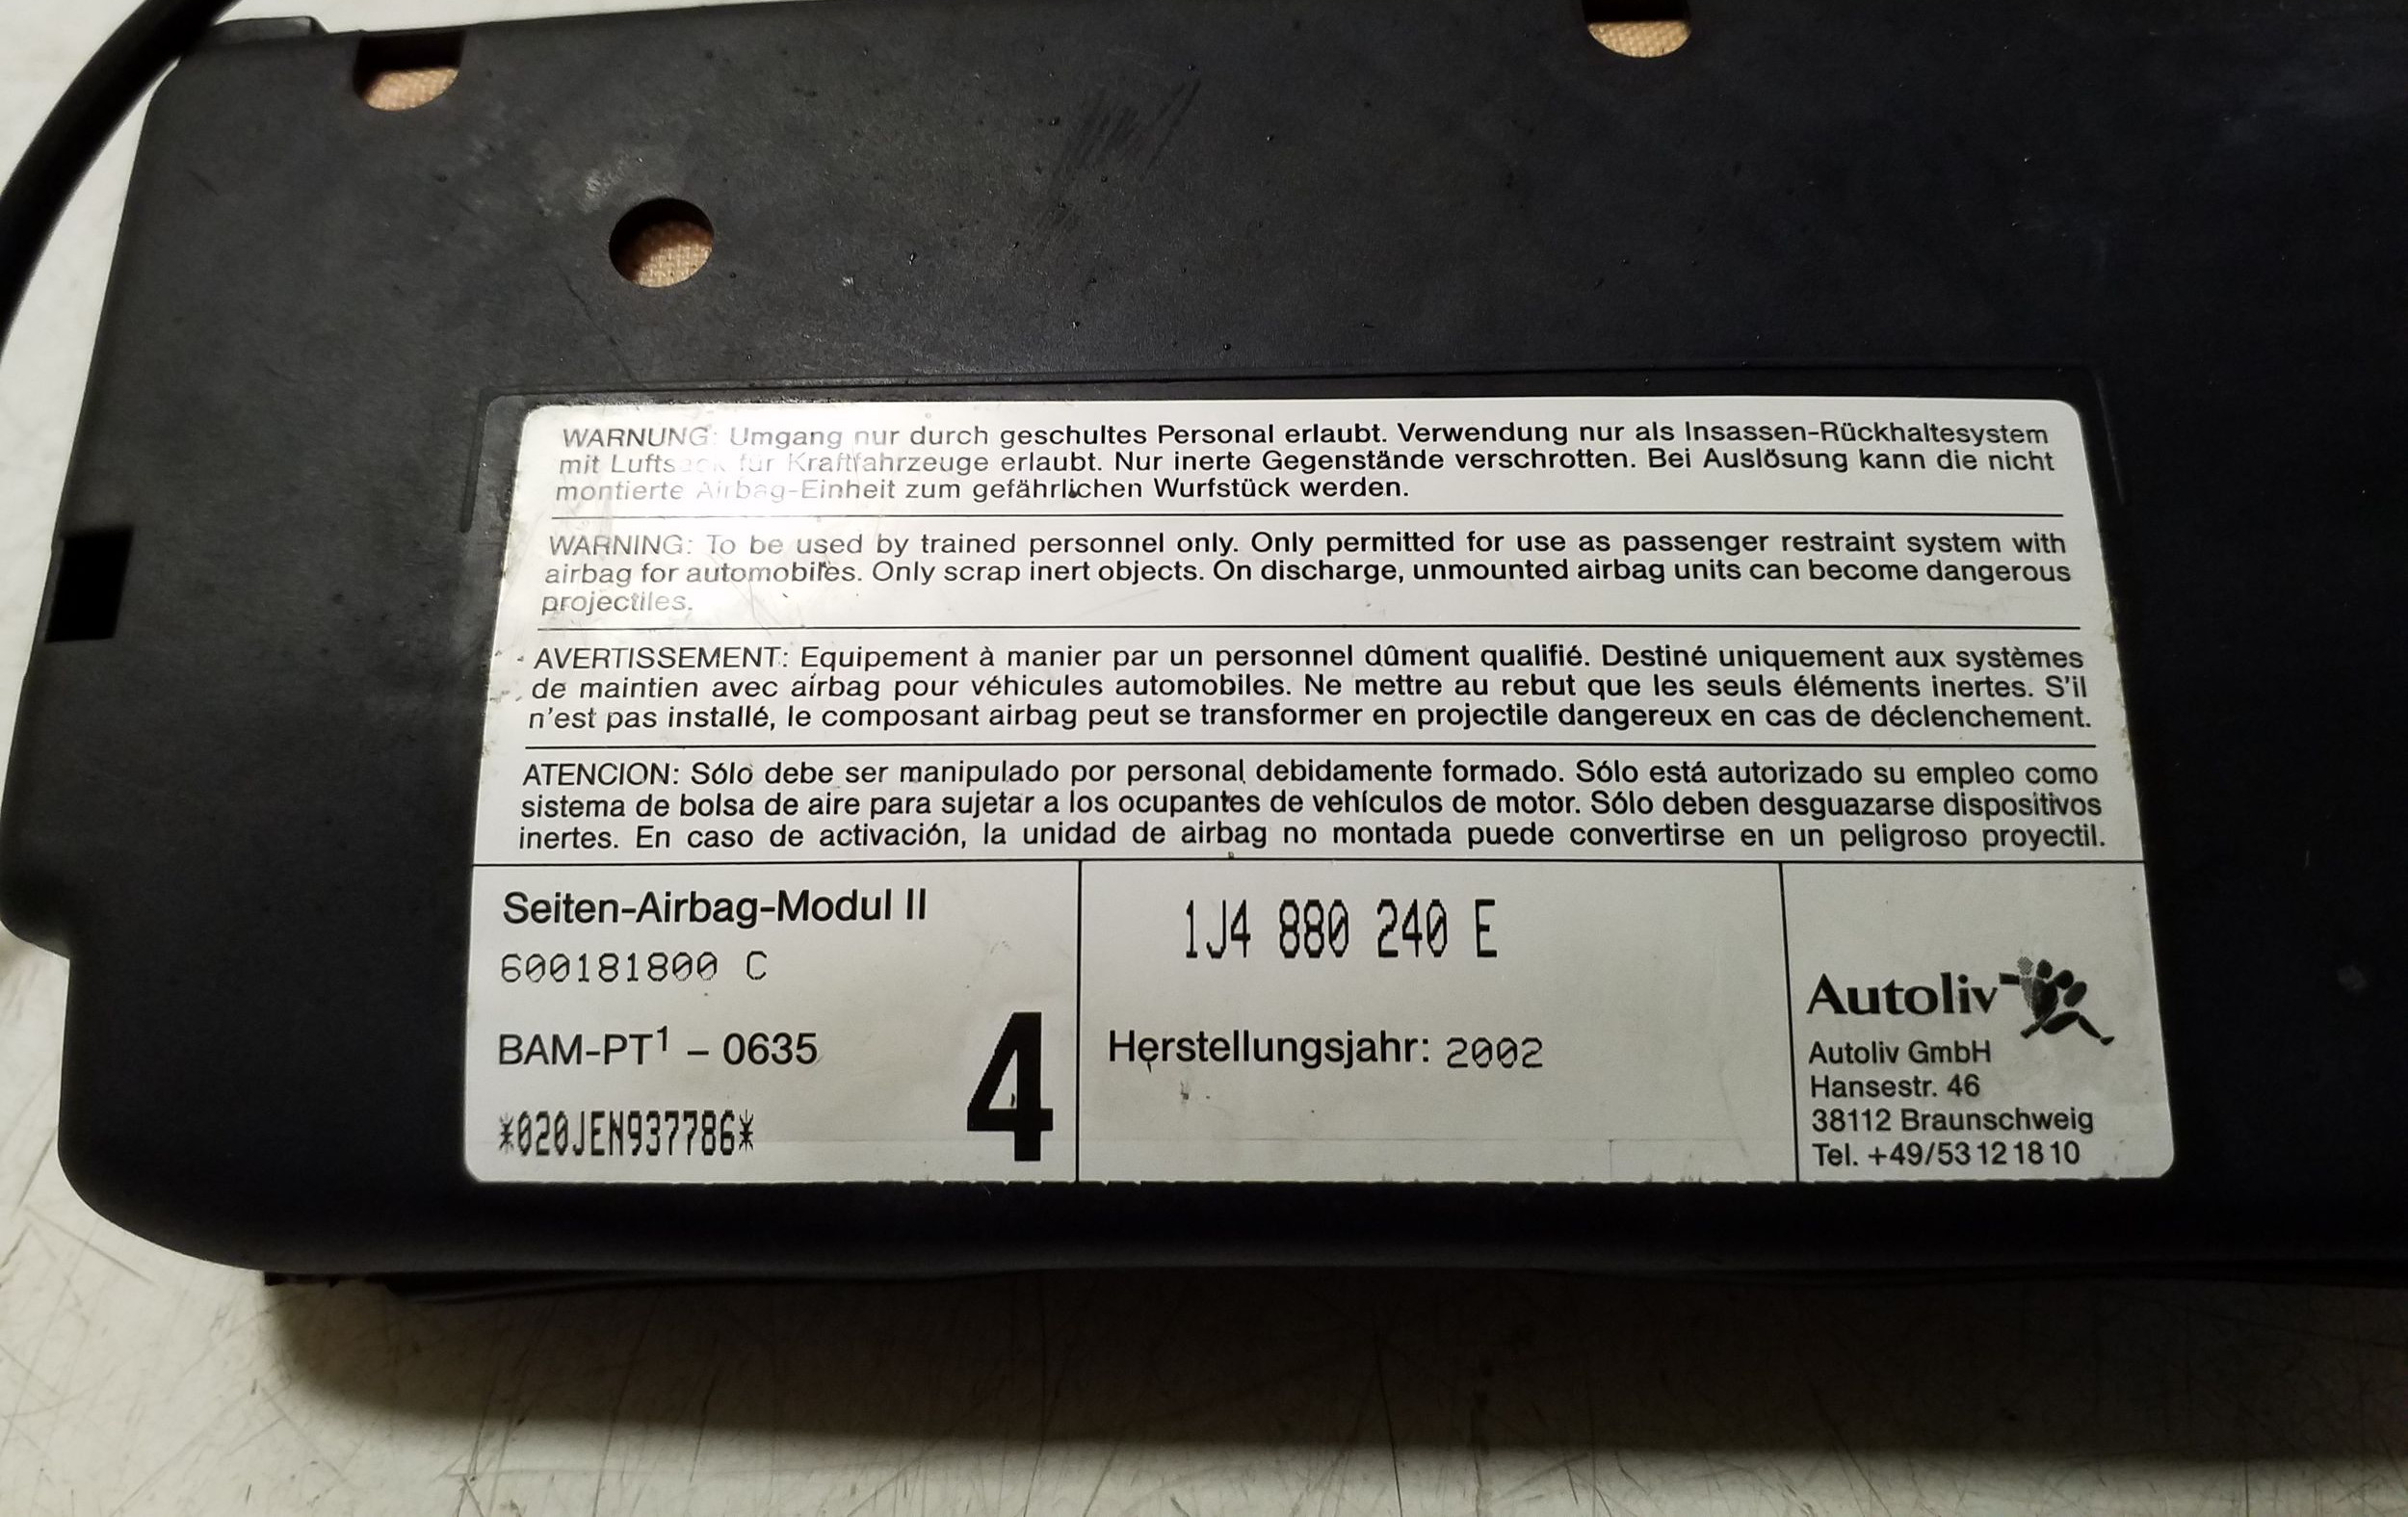 WARNUNG: Umgang nur durch geschultes Personal erlaubt. Verwendung nur als Insassen-Rückhaltesystem
mit Luftsack für Kraftfahrzeuge erlaubt. Nur inerte Gegenstände verschrotten. Bei Auslösung kann die nicht
montierte Airbag-Einheit zum gefährlichen Wurfstück werden.
WARNING: To be used by trained personnel only. Only permitted for use as passenger restraint system with
airbag for automobiles. Only scrap inert objects. On discharge, unmounted airbag units can become dangerous
projectiles.
AVERTISSEMENT: Equipement à manier par un personnel dûment qualifié. Destiné uniquement aux systèmes
de maintien avec airbag pour véhicules automobiles. Ne mettre au rebut que les seuls éléments inertes. S'il
n'est pas installé, le composant airbag peut se transformer en projectile dangereux en cas de déclenchement.
ATENCION: Sólo debe ser manipulado por personal debidamente formado. Sólo está autorizado su empleo como
sistema de bolsa de aire para sujetar a los ocupantes de vehículos de motor. Sólo deben desguazarse dispositivos
inertes. En caso de activación, la unidad de airbag no montada puede convertirse en un peligroso proyectil.
Seiten-Airbag-Modul II
600181800 C
BAM-PT¹ – 0635
4
*020JEN937786*
1J4 880 240 E
Herstellungsjahr: 2002
Autoliv
Autoliv GmbH
Hansestr. 46
38112 Braunschweig
Tel. +49/53 12 18 10